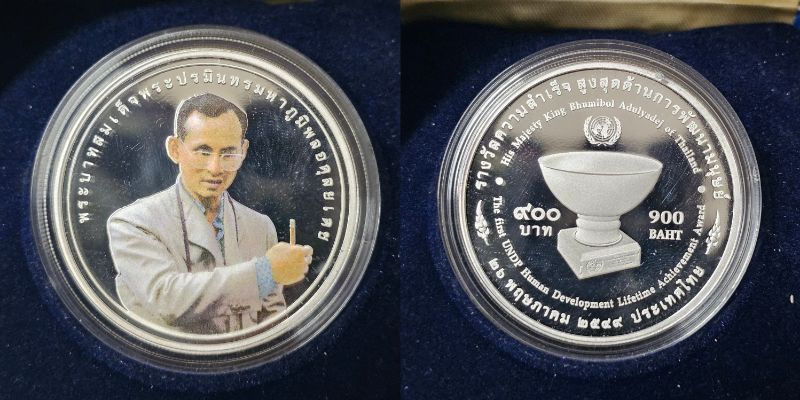 พระบาทสมเด็จพระปรมินทรมหาภูมิพลอดุลยเดช
รางวัลความสำเร็จ สูงสุดด้านการพัฒนามนุษย์
His Majesty King Bhumibol Adulyadej of Thailand
๙๐๐
บาท
900
BAHT
The first UNDP Human Development Lifetime Achievement Award
๒๖ พฤษภาคม ๒๕๔๙ ประเทศไทย